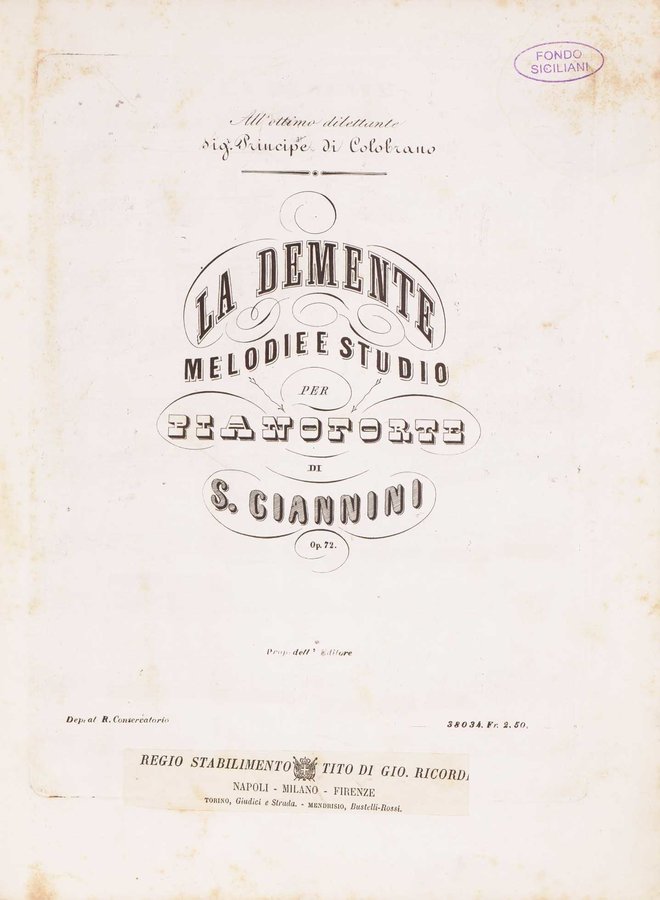 FONDO
SICILIANI
All'ottimo dilettante
sig. Principe di Colobrano
LA DEMENTE
MELODIE E STUDIO
PER
PIANOFORTE
DI
S. GIANNINI
Op. 72.
Prop. dell' Editore
Dep. al R. Conservatorio
38034. Fr. 2.50.
REGIO STABILIMENTO TITO DI GIO. RICORDI
NAPOLI - MILANO - FIRENZE
TORINO, Giudici e Strada. - MENDRISIO, Bustelli-Rossi.